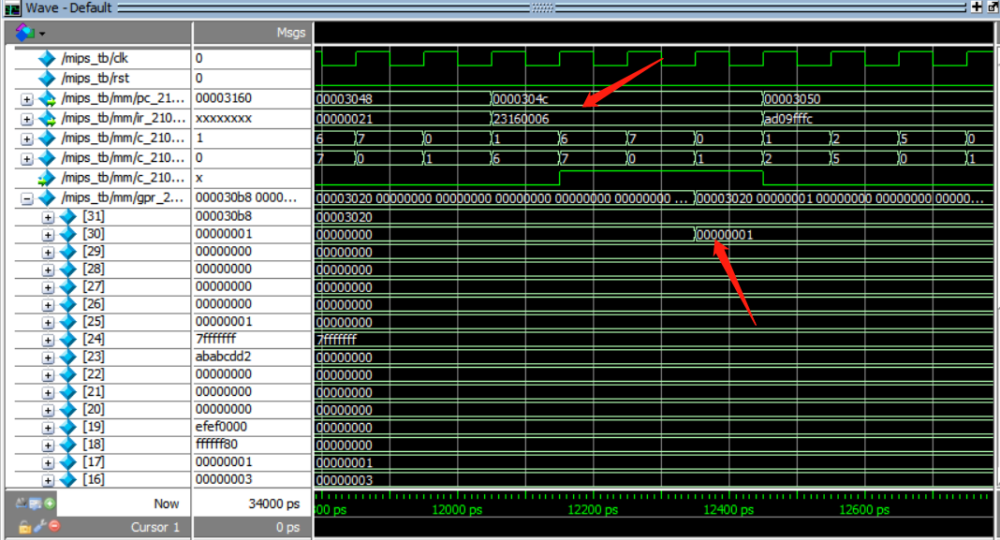 Wave - Default
Msgs
/mips_tb/clk 0
/mips_tb/rst 0
/mips_tb/mm/pc_21... 00003160 00003048 0000304c 00003050
/mips_tb/mm/ir_210... xxxxxxxx 00000021 23160006 ad09fffc
/mips_tb/mm/c_210... 1 6 7 0 1 6 7 0 1 2 5 0
/mips_tb/mm/c_210... 0 7 0 1 6 7 0 1 2 5 0 1
/mips_tb/mm/c_210... x
/mips_tb/mm/gpr_2... 000030b8 0000... 00003020 00000000 00000000 00000000 00000000 00000000 ... 00003020 00000001 00000000 00000000 00000...
[31] 000030b8 00003020
[30] 00000001 00000000 00000001
[29] 00000000 00000000
[28] 00000000 00000000
[27] 00000000 00000000
[26] 00000000 00000000
[25] 00000001 00000000
[24] 7fffffff 7fffffff
[23] ababcdd2 00000000
[22] 00000000 00000000
[21] 00000000 00000000
[20] 00000000 00000000
[19] efef0000 00000000
[18] ffffff80 00000000
[17] 00000001 00000001
[16] 00000003 00000003
Now 34000 ps 12000 ps 12200 ps 12400 ps 12600 ps
Cursor 1 0 ps